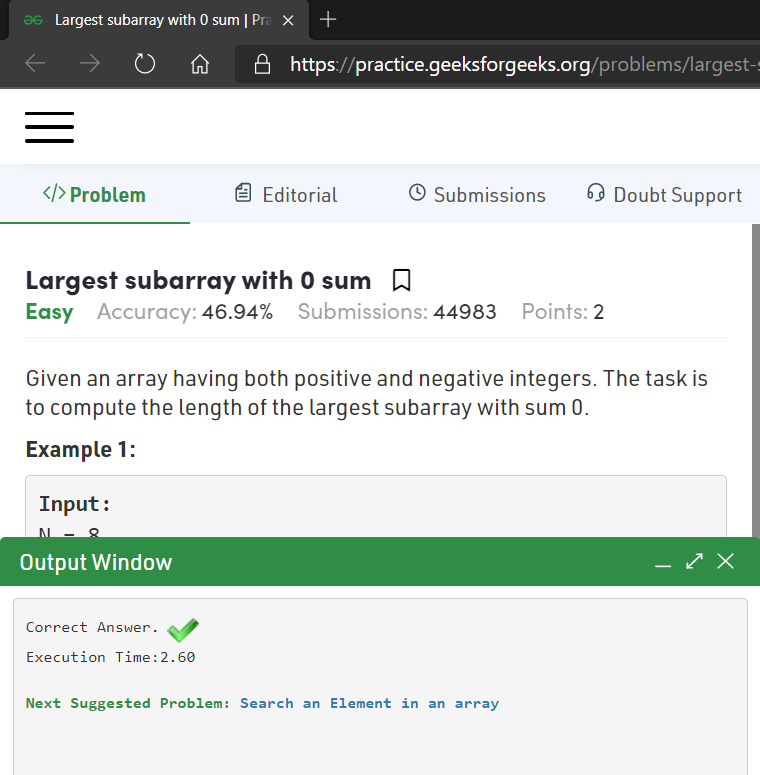 Largest subarray with 0 sum | Pra
https://practice.geeksforgeeks.org/problems/largest-s
</> Problem
Editorial
Submissions
Doubt Support
Largest subarray with 0 sum
Easy Accuracy: 46.94% Submissions: 44983 Points: 2
Given an array having both positive and negative integers. The task is
to compute the length of the largest subarray with sum 0.
Example 1:
Input:
N = 8
Output Window
Correct Answer.
Execution Time:2.60
Next Suggested Problem: Search an Element in an array